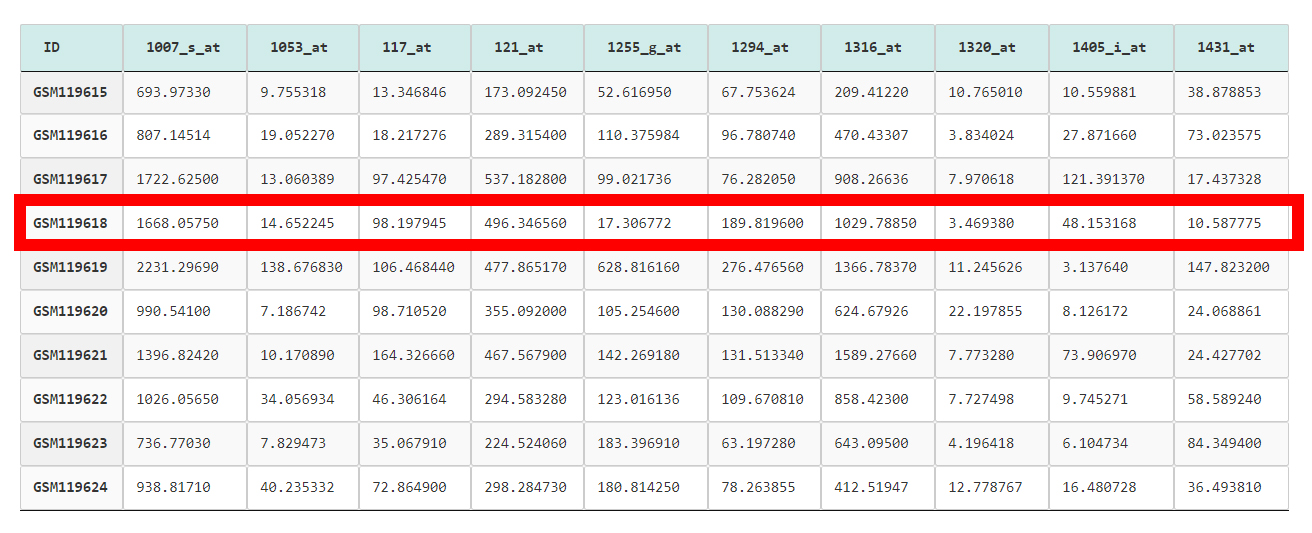 ID 1007_s_at 1053_at 117_at 121_at 1255_g_at 1294_at 1316_at 1320_at 1405_i_at 1431_at
GSM119615 693.97330 9.755318 13.346846 173.092450 52.616950 67.753624 209.41220 10.765010 10.559881 38.878853
GSM119616 807.14514 19.052270 18.217276 289.315400 110.375984 96.780740 470.43307 3.834024 27.871660 73.023575
GSM119617 1722.62500 13.060389 97.425470 537.182800 99.021736 76.282050 908.26636 7.970618 121.391370 17.437328
GSM119618 1668.05750 14.652245 98.197945 496.346560 17.306772 189.819600 1029.78850 3.469380 48.153168 10.587775
GSM119619 2231.29690 138.676830 106.468440 477.865170 628.816160 276.476560 1366.78370 11.245626 3.137640 147.823200
GSM119620 990.54100 7.186742 98.710520 355.092000 105.254600 130.088290 624.67926 22.197855 8.126172 24.068861
GSM119621 1396.82420 10.170890 164.326660 467.567900 142.269180 131.513340 1589.27660 7.773280 73.906970 24.427702
GSM119622 1026.05650 34.056934 46.306164 294.583280 123.016136 109.670810 858.42300 7.727498 9.745271 58.589240
GSM119623 736.77030 7.829473 35.067910 224.524060 183.396910 63.197280 643.09500 4.196418 6.104734 84.349400
GSM119624 938.81710 40.235332 72.864900 298.284730 180.814250 78.263855 412.51947 12.778767 16.480728 36.493810